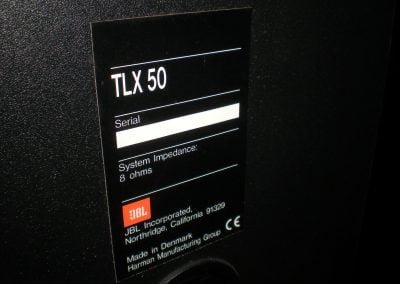 TLX 50
Serial
System Impedance:
8 ohms
JBL
JBL Incorporated,
Northridge, California 91329
Made in Denmark
Harman Manufacturing Group
CE